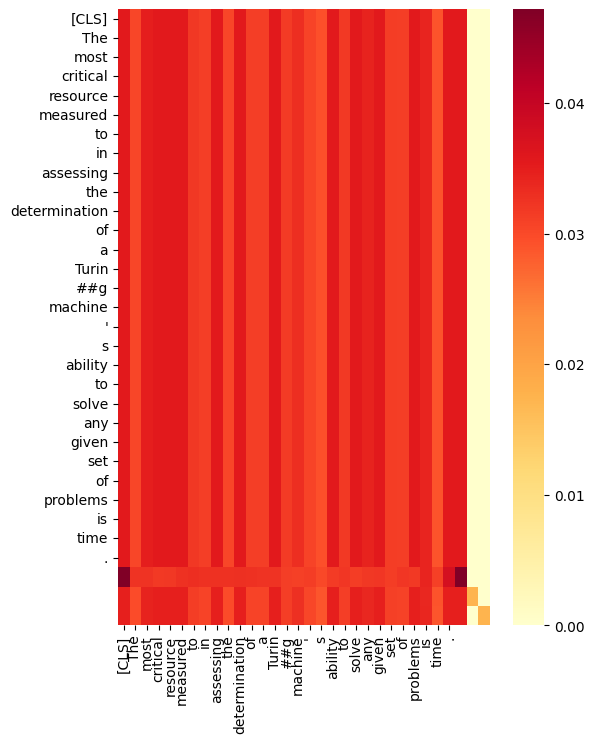 [CLS]
The
most
critical
resource
measured
to
in
assessing
the
determination
of
a
Turin
##g
machine
'
s
ability
to
solve
any
given
set
of
problems
is
time
.
[CLS]
The
most
critical
resource
measured
to
in
assessing
the
determination
of
a
Turin
##g
machine
'
s
ability
to
solve
any
given
set
of
problems
is
time
.
0.04
0.03
0.02
0.01
0.00